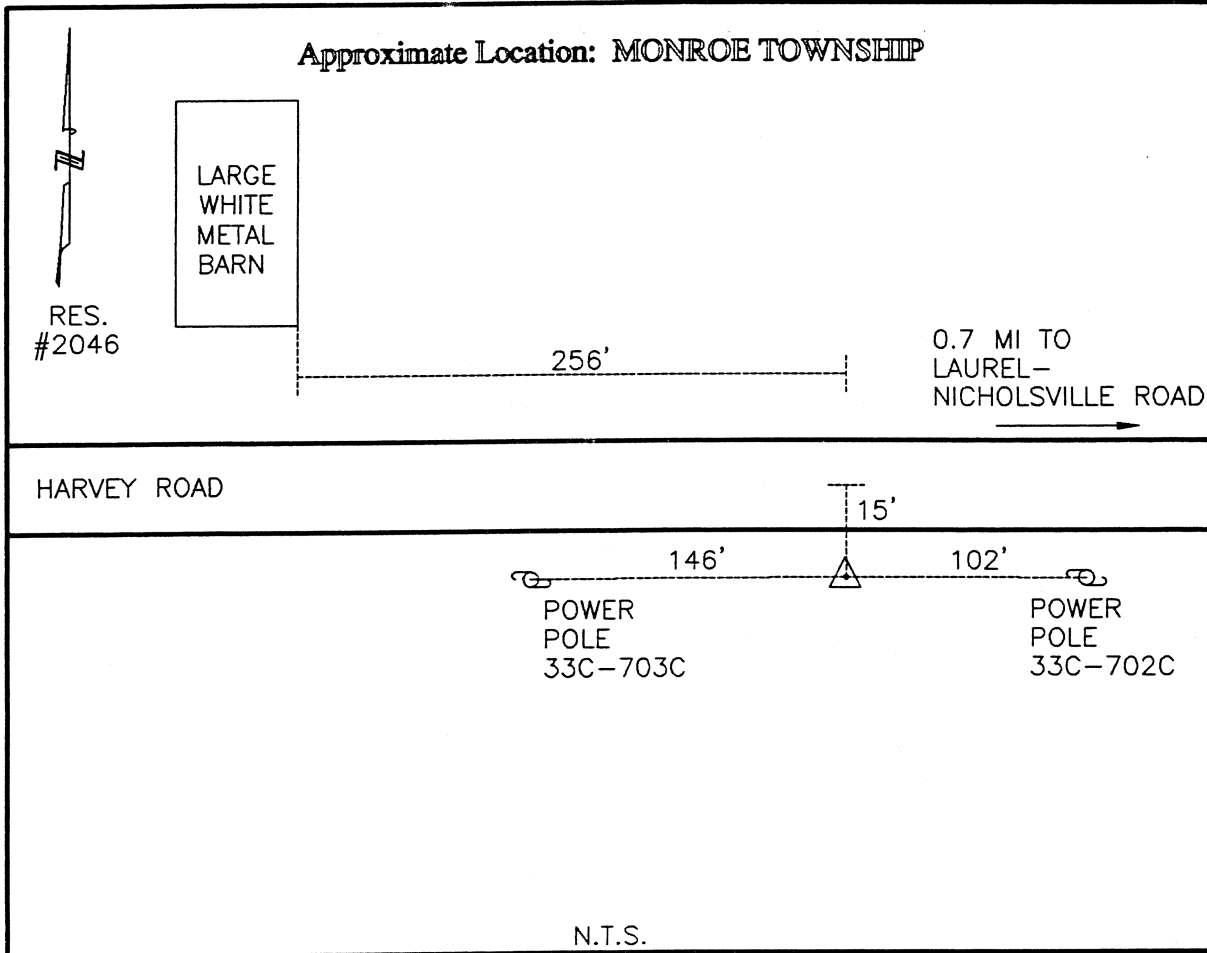 Approximate Location: MONROE TOWNSHIP
N
LARGE
WHITE
METAL
BARN
RES.
#2046
256'
0.7 MI TO
LAUREL-
NICHOLSVILLE ROAD
HARVEY ROAD
15'
146'
102'
POWER
POLE
33C-703C
POWER
POLE
33C-702C
N.T.S.